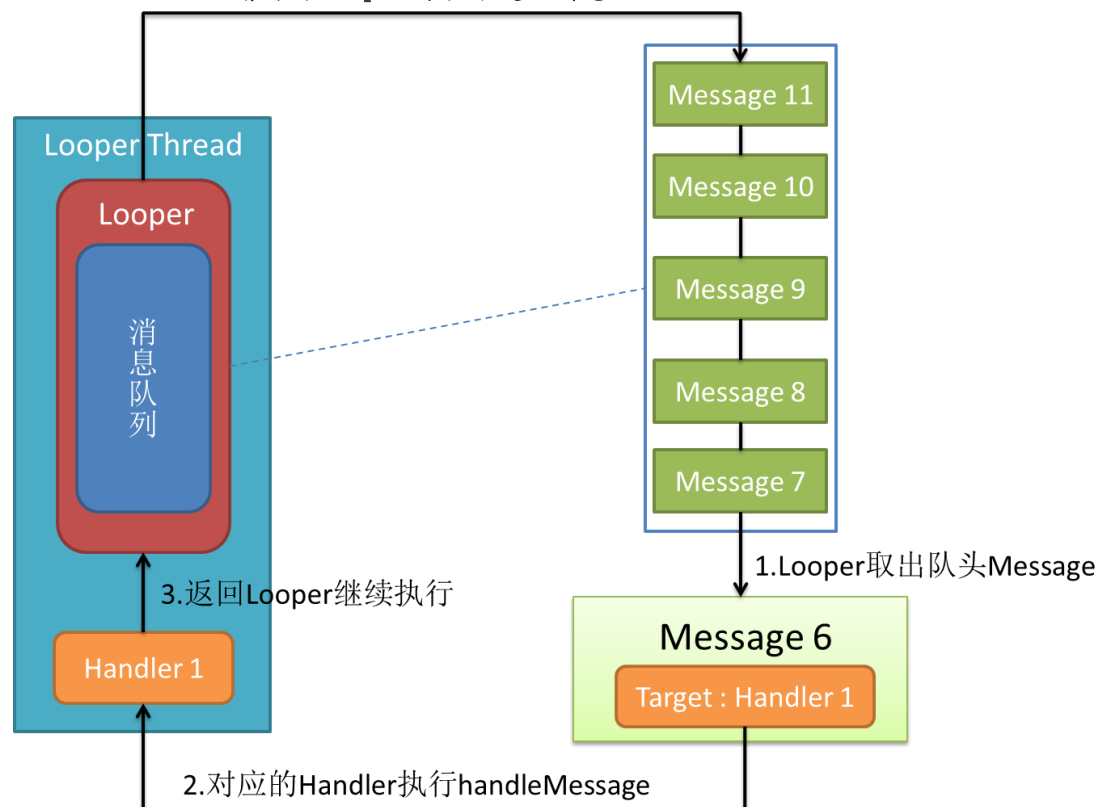 Message 11
Looper Thread
Message 10
Looper
Message 9
消息队列
Message 8
Message 7
1.Looper取出队头Message
3.返回Looper继续执行
Message 6
Handler 1
Target : Handler 1
2.对应的Handler执行handleMessage